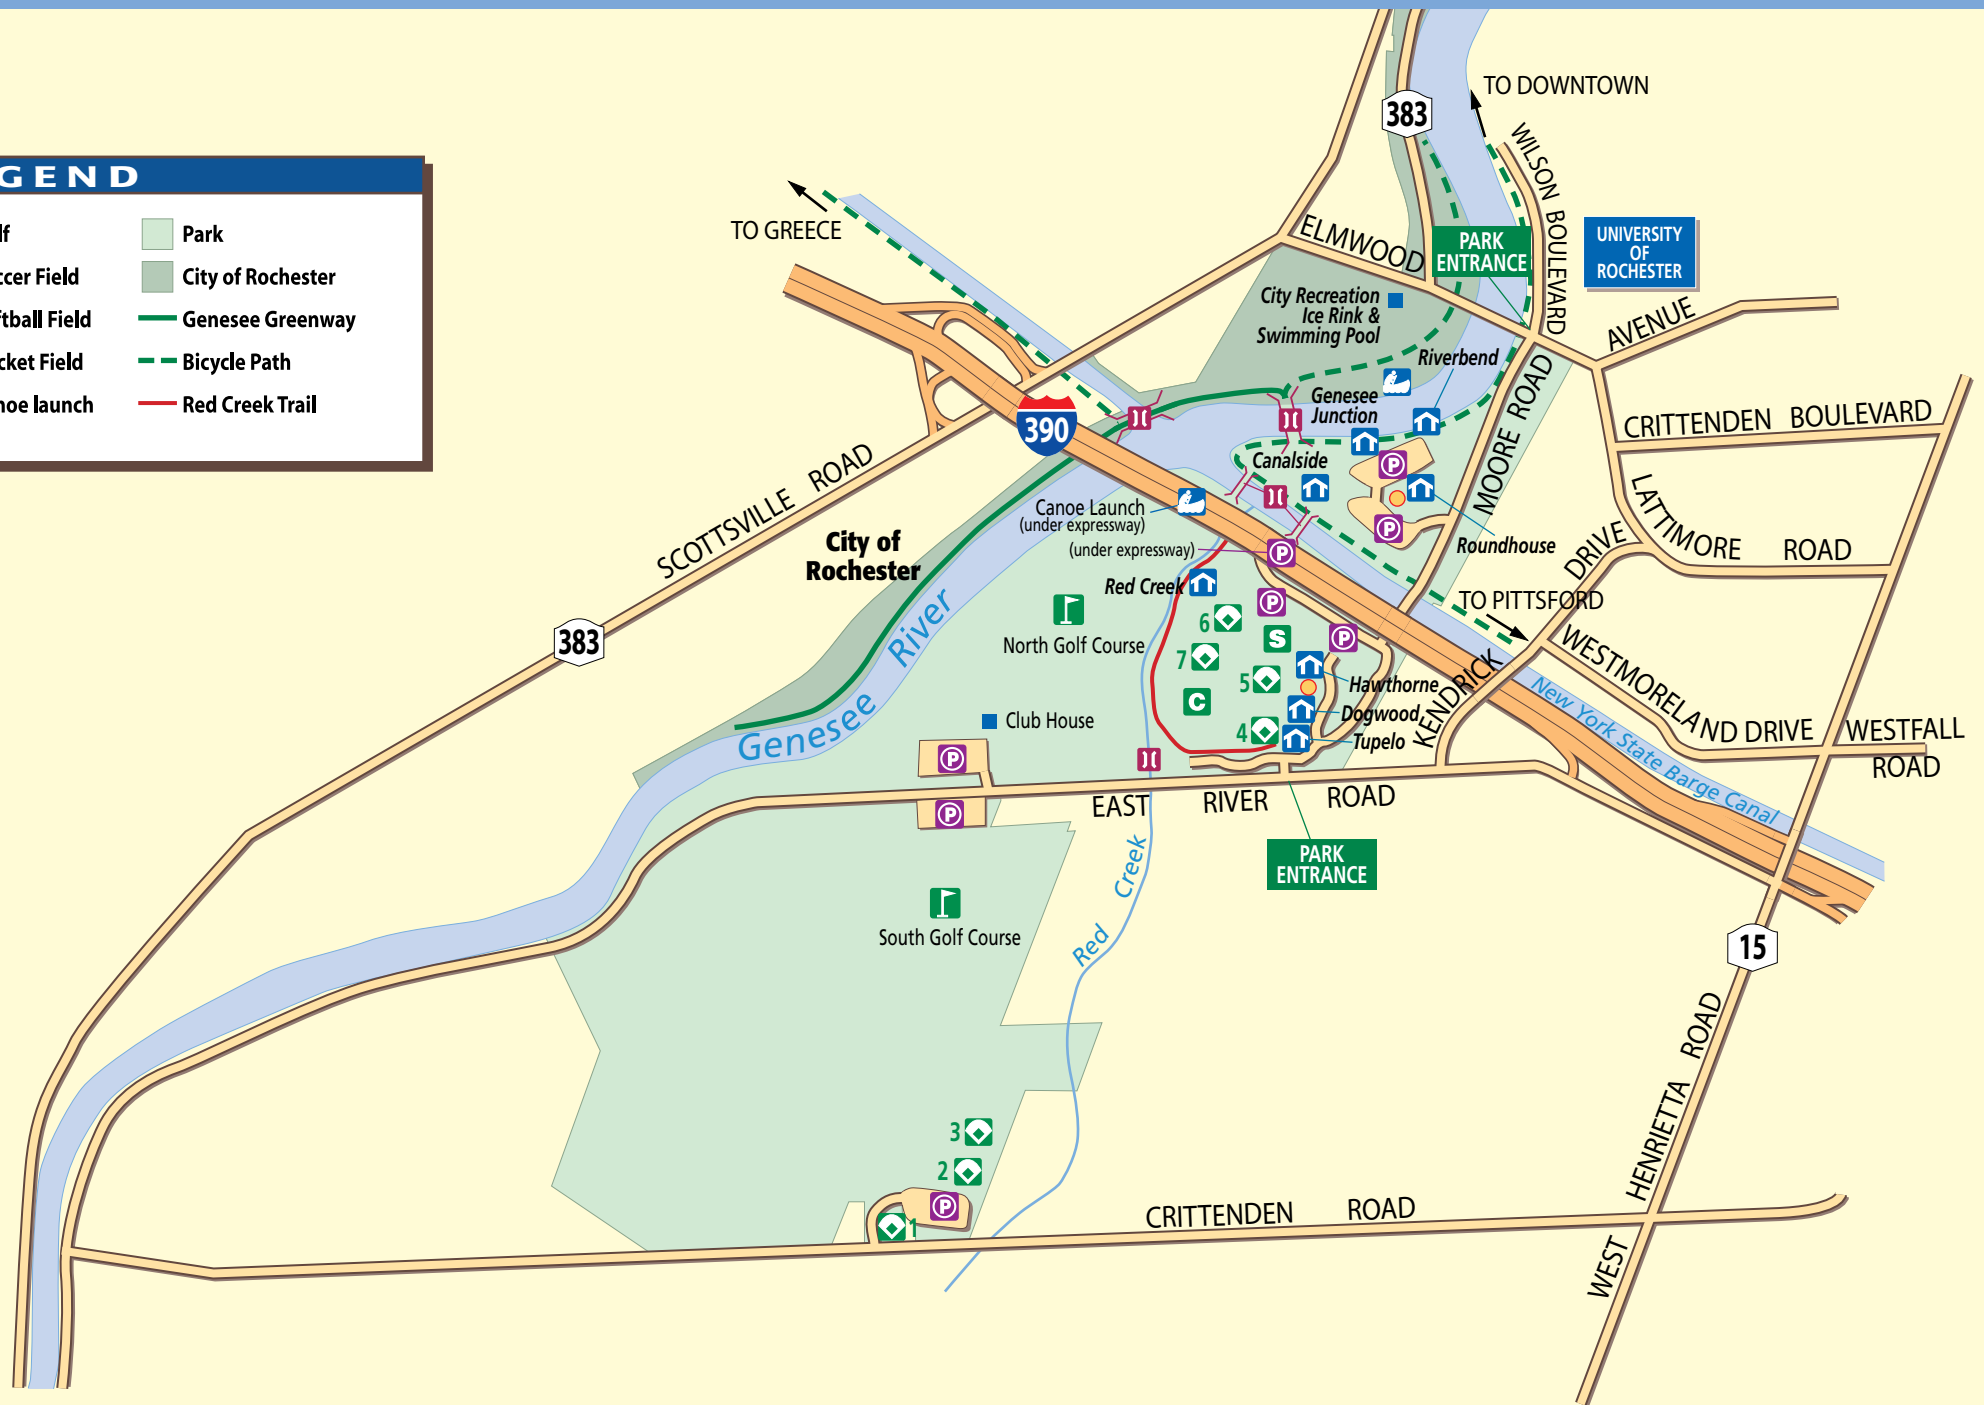 GEND
lf
ccer Field
ftball Field
cket Field
noe launch
Park
City of Rochester
Genesee Greenway
Bicycle Path
Red Creek Trail
TO DOWNTOWN
383
WILSON BOULEVARD
TO GREECE
ELMWOOD
PARK
ENTRANCE
UNIVERSITY
OF
ROCHESTER
City Recreation
Ice Rink &
Swimming Pool
AVENUE
Riverbend
Genesee
Junction
390
MOORE ROAD
CRITTENDEN BOULEVARD
Canalside
P
SCOTTSVILLE ROAD
Canoe Launch
(under expressway)
P
LATTIMORE ROAD
City of
Rochester
(under expressway)
P
Roundhouse
DRIVE
Red Creek
P
TO PITTSFORD
6
383
Genesee River
North Golf Course
S
P
7
5
Hawthorne
C
KENDRICK
WESTMORELAND DRIVE
New York State Barge Canal
Dogwood
Club House
4
Tupelo
WESTFALL
ROAD
P
P
EAST RIVER ROAD
PARK
ENTRANCE
Red Creek
South Golf Course
15
3
2
P
1
CRITTENDEN ROAD
WEST HENRIETTA ROAD